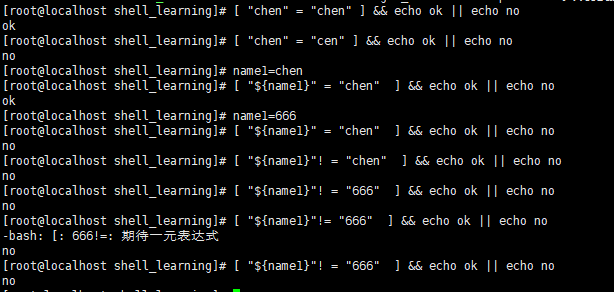 [root@localhost shell_learning]# [ "chen" = "chen" ] && echo ok || echo no
ok
[root@localhost shell_learning]# [ "chen" = "cen" ] && echo ok || echo no
no
[root@localhost shell_learning]# name1=chen
[root@localhost shell_learning]# [ "${name1}" = "chen"  ] && echo ok || echo no
ok
[root@localhost shell_learning]# name1=666
[root@localhost shell_learning]# [ "${name1}" = "chen"  ] && echo ok || echo no
no
[root@localhost shell_learning]# [ "${name1}"! = "chen"  ] && echo ok || echo no
no
[root@localhost shell_learning]# [ "${name1}"! = "666"  ] && echo ok || echo no
no
[root@localhost shell_learning]# [ "${name1}"!= "666"  ] && echo ok || echo no
-bash: [: 666!=: 期待一元表达式
no
[root@localhost shell_learning]# [ "${name1}"! = "666"  ] && echo ok || echo no
no